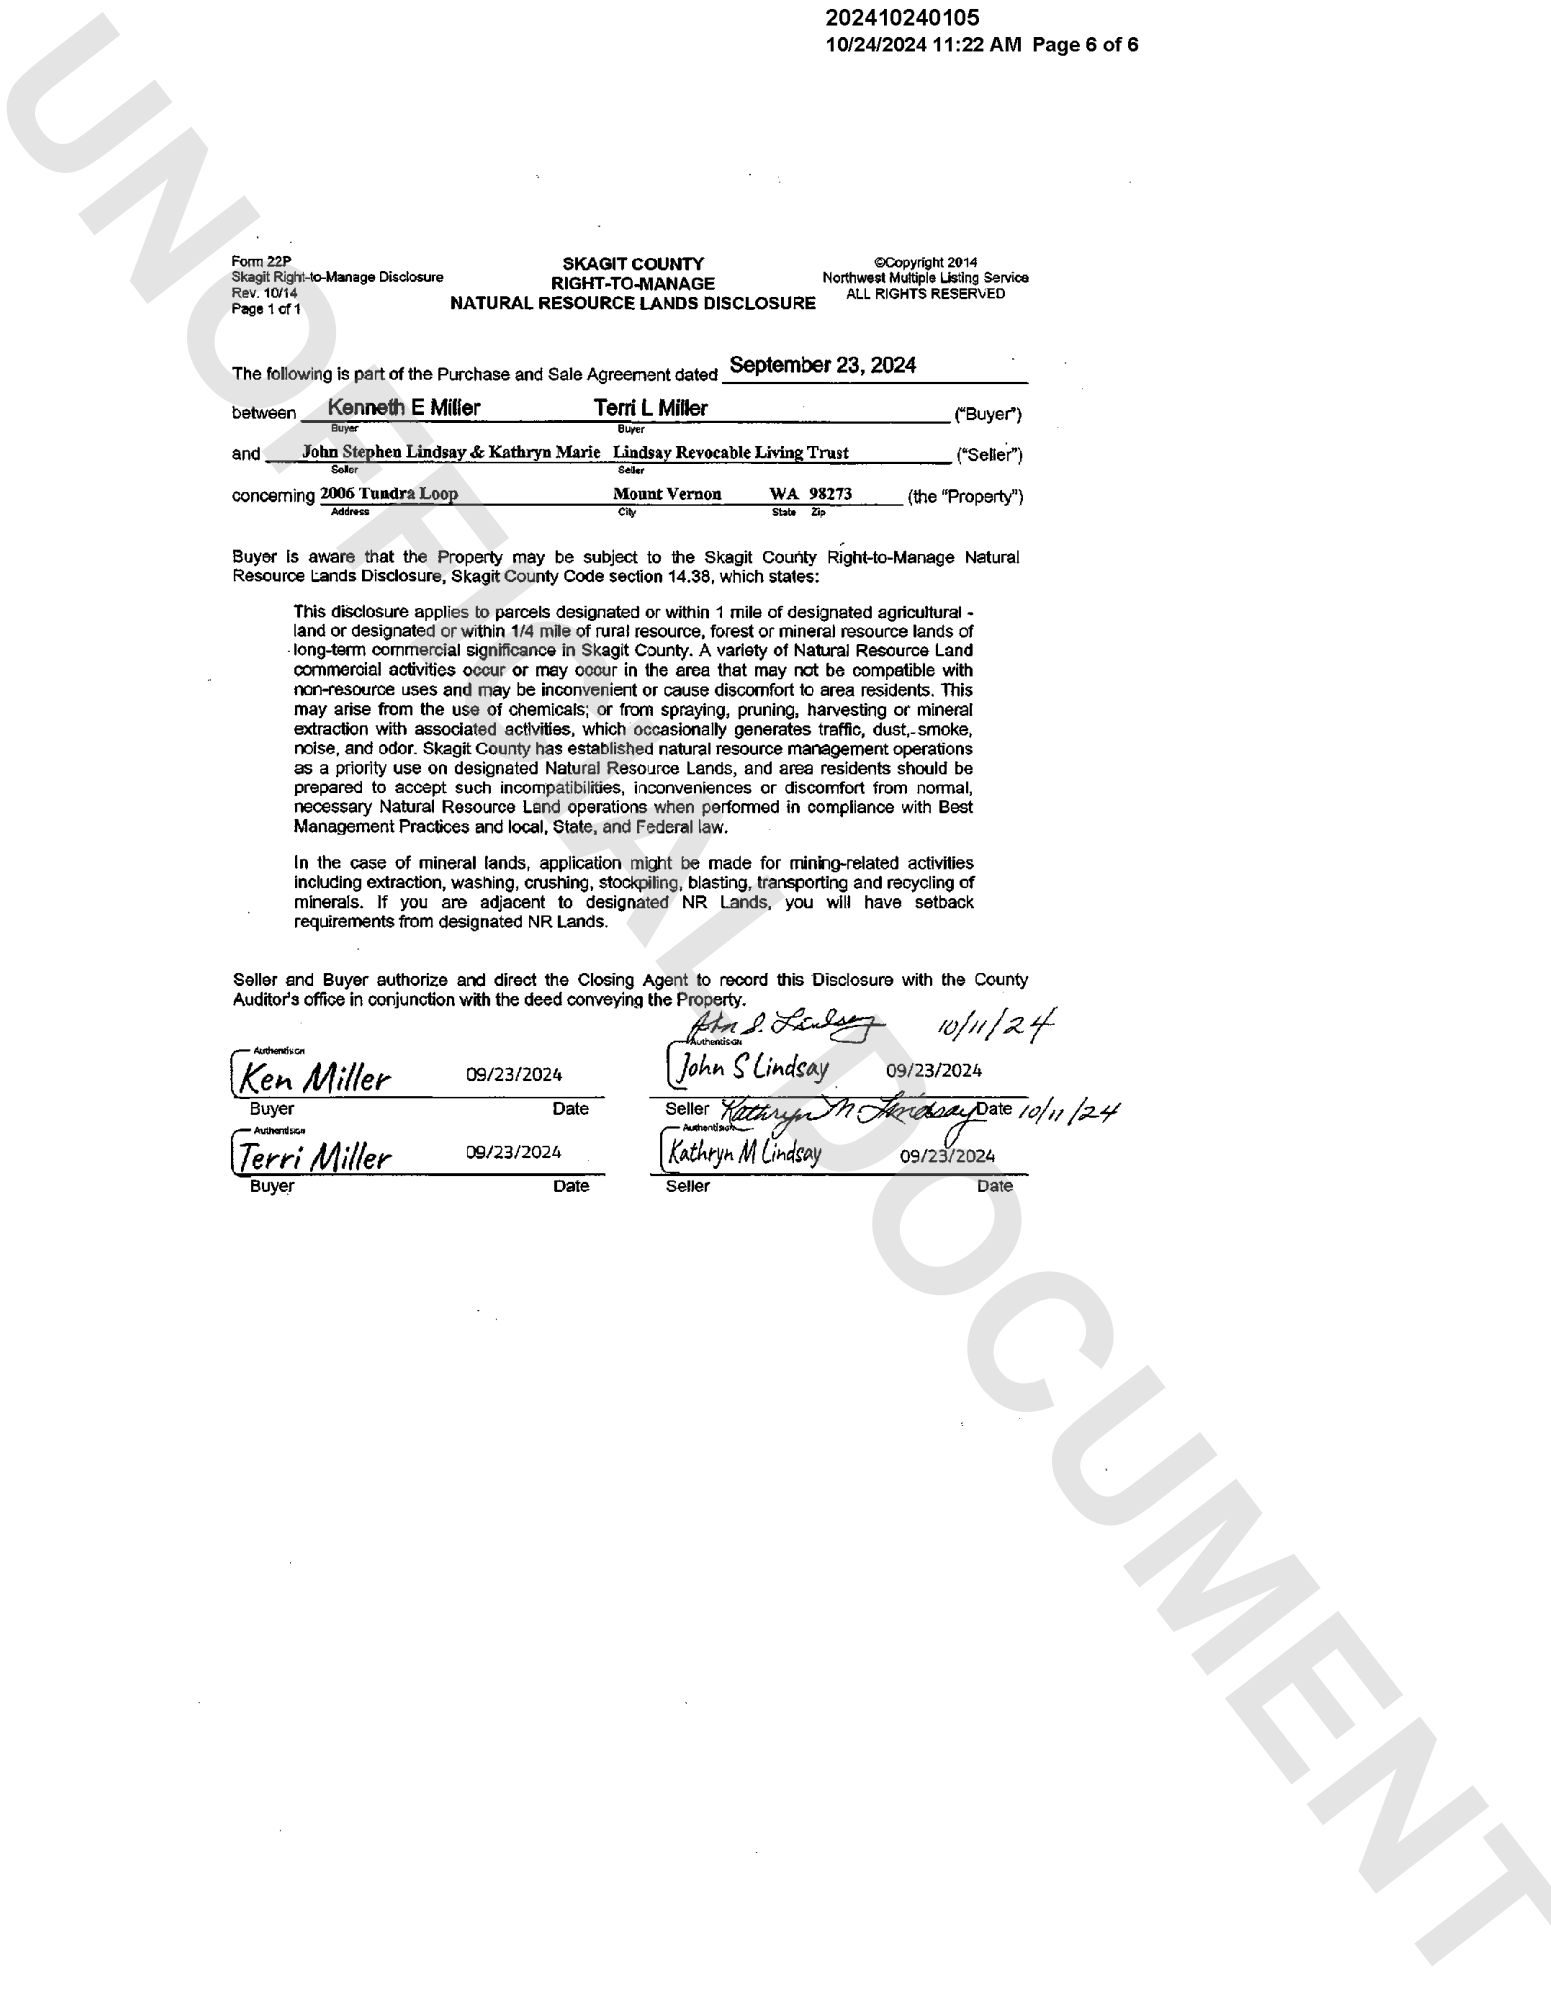 202410240105
10/24/2024 11:22 AM Page 6 of 6
UNOFFICIAL DOCUMENT
Form 22P
Skagit Right-to-Manage Disclosure
Rev. 10/14
Page 1 of 1
SKAGIT COUNTY
RIGHT-TO-MANAGE
NATURAL RESOURCE LANDS DISCLOSURE
©Copyright 2014
Northwest Multiple Listing Service
ALL RIGHTS RESERVED
The following is part of the Purchase and Sale Agreement dated September 23, 2024
between Kenneth E Miller Terri L Miller ("Buyer")
Buyer Buyer
and John Stephen Lindsay & Kathryn Marie Lindsay Revocable Living Trust ("Seller")
Seller Seller
concerning 2006 Tundra Loop Mount Vernon WA 98273 (the "Property")
Address City State Zip
Buyer is aware that the Property may be subject to the Skagit County Right-to-Manage Natural
Resource Lands Disclosure, Skagit County Code section 14.38, which states:
This disclosure applies to parcels designated or within 1 mile of designated agricultural -
land or designated or within 1/4 mile of rural resource, forest or mineral resource lands of
long-term commercial significance in Skagit County. A variety of Natural Resource Land
commercial activities occur or may occur in the area that may not be compatible with
non-resource uses and may be inconvenient or cause discomfort to area residents. This
may arise from the use of chemicals; or from spraying, pruning, harvesting or mineral
extraction with associated activities, which occasionally generates traffic, dust, smoke,
noise, and odor. Skagit County has established natural resource management operations
as a priority use on designated Natural Resource Lands, and area residents should be
prepared to accept such incompatibilities, inconveniences or discomfort from normal,
necessary Natural Resource Land operations when performed in compliance with Best
Management Practices and local, State, and Federal law.
In the case of mineral lands, application might be made for mining-related activities
including extraction, washing, crushing, stockpiling, blasting, transporting and recycling of
minerals. If you are adjacent to designated NR Lands, you will have setback
requirements from designated NR Lands.
Seller and Buyer authorize and direct the Closing Agent to record this Disclosure with the County
Auditor's office in conjunction with the deed conveying the Property.
John S. Lindsay 10/11/24
Authentisign Authentisign
Ken Miller 09/23/2024 John S Lindsay 09/23/2024
Buyer Date Seller Kathryn M Lindsay Date 10/11/24
Authentisign Authentisign
Terri Miller 09/23/2024 Kathryn M Lindsay 09/23/2024
Buyer Date Seller Date